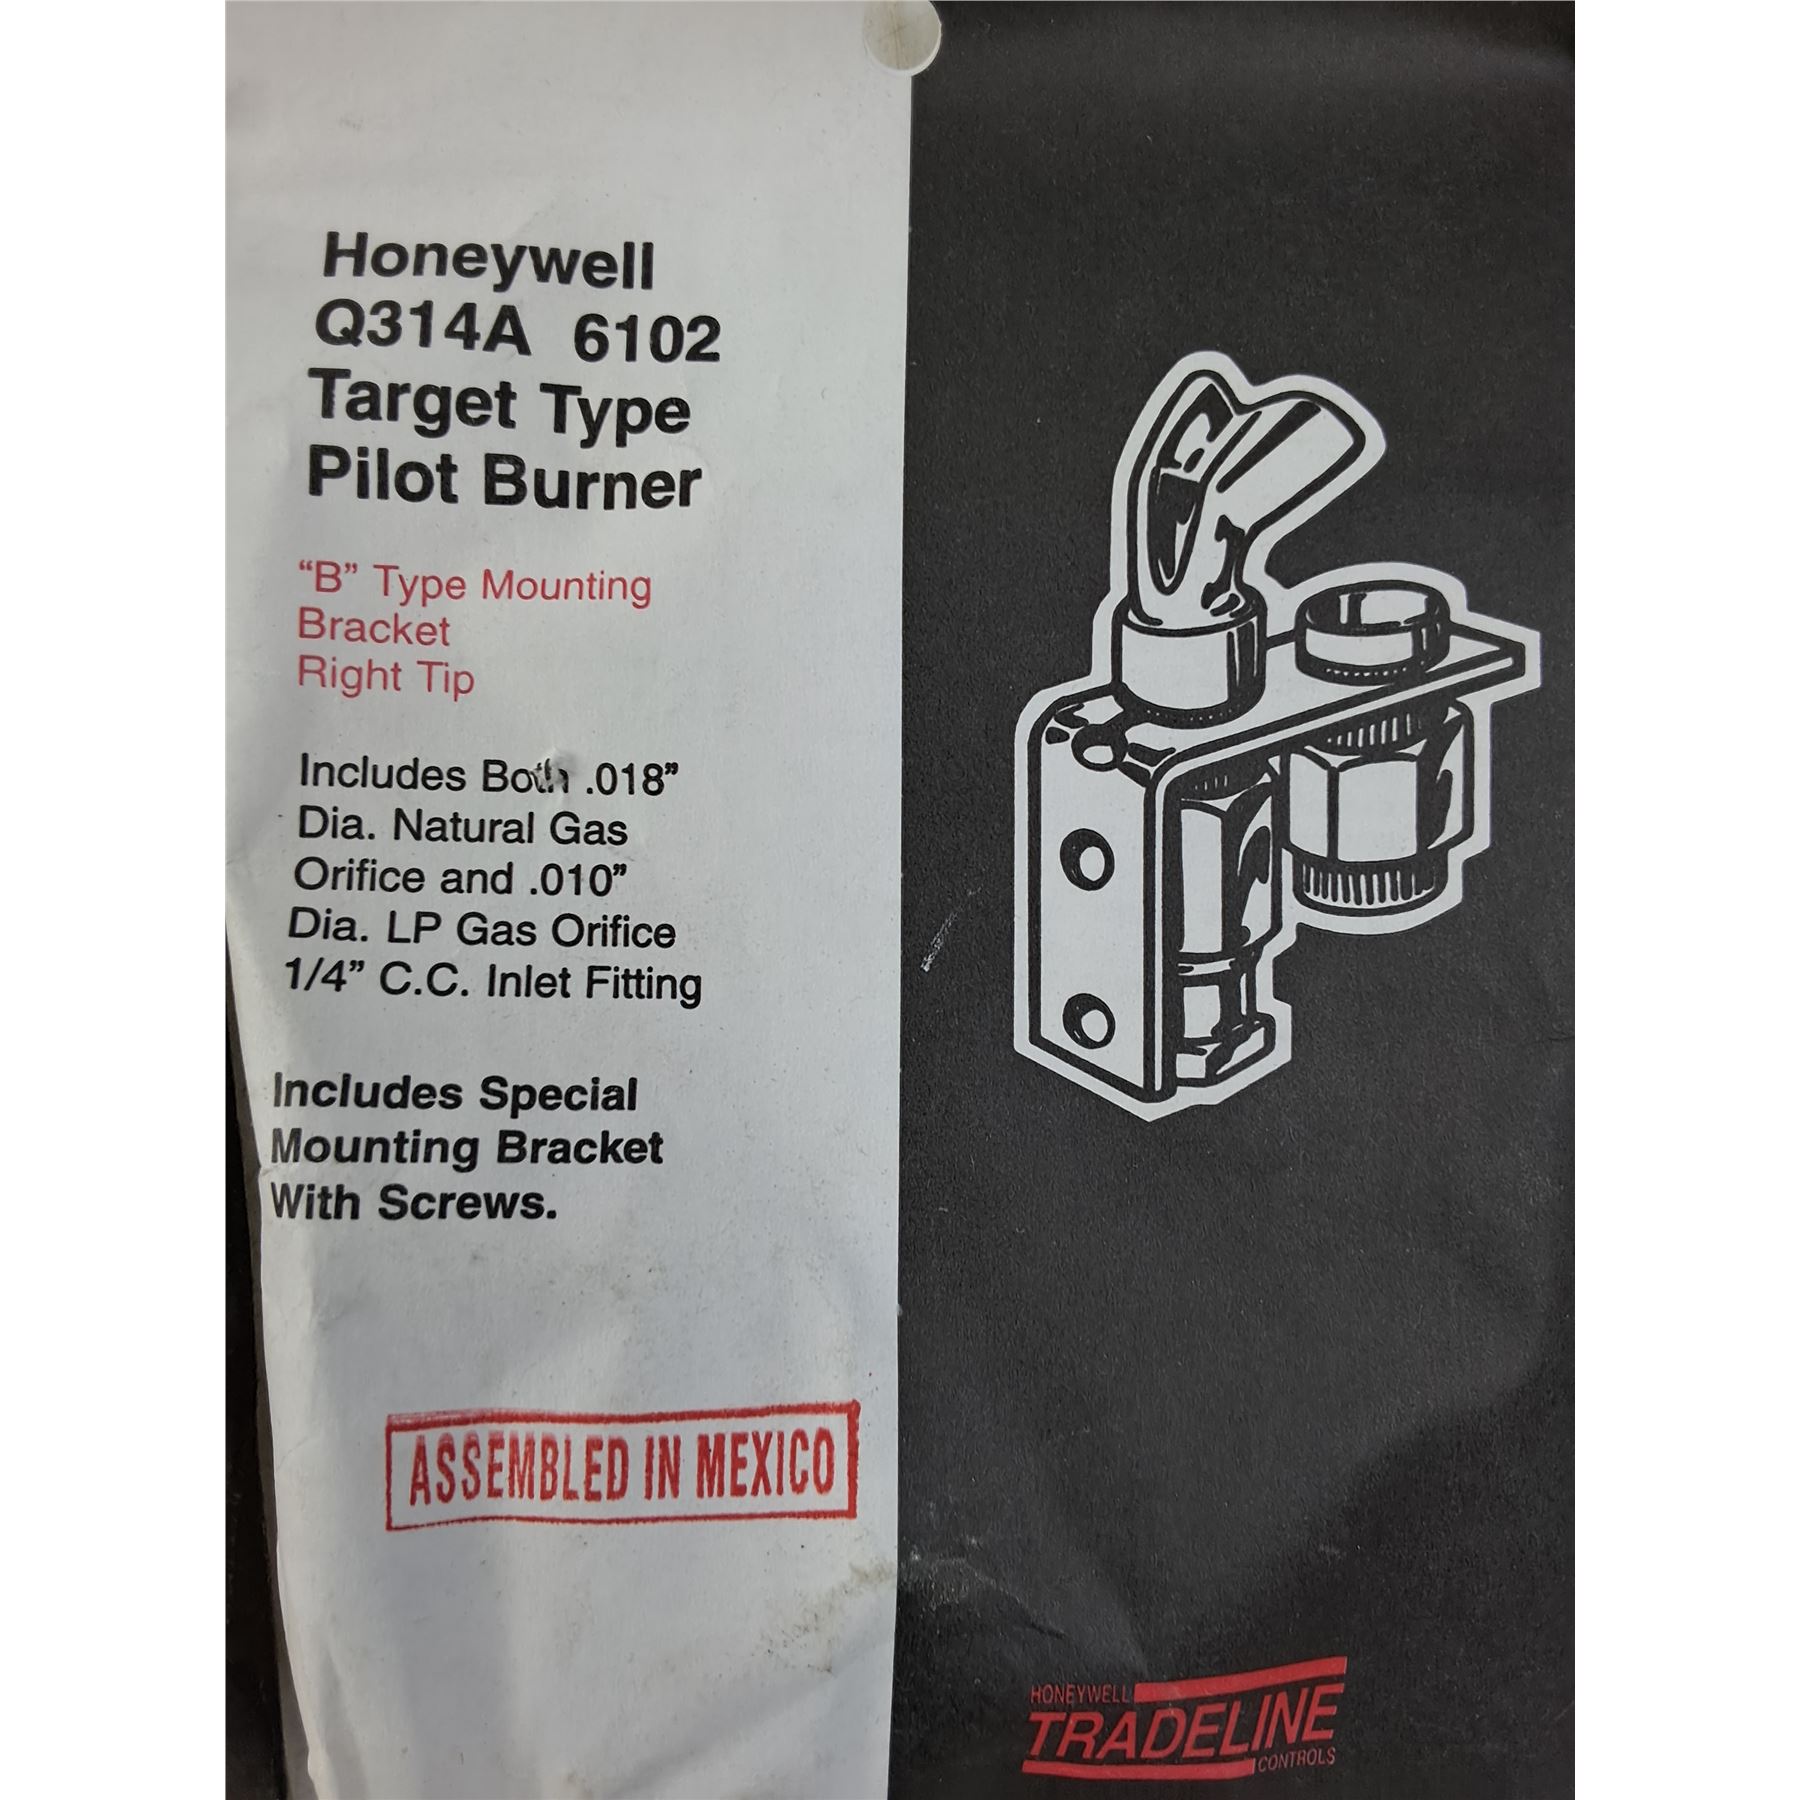 Honeywell
Q314A 6102
Target Type
Pilot Burner
“B” Type Mounting
Bracket
Right Tip
Includes Both .018”
Dia. Natural Gas
Orifice and .010”
Dia. LP Gas Orifice
1/4” C.C. Inlet Fitting
Includes Special
Mounting Bracket
With Screws.
ASSEMBLED IN MEXICO
HONEYWELL
TRADELINE
CONTROLS